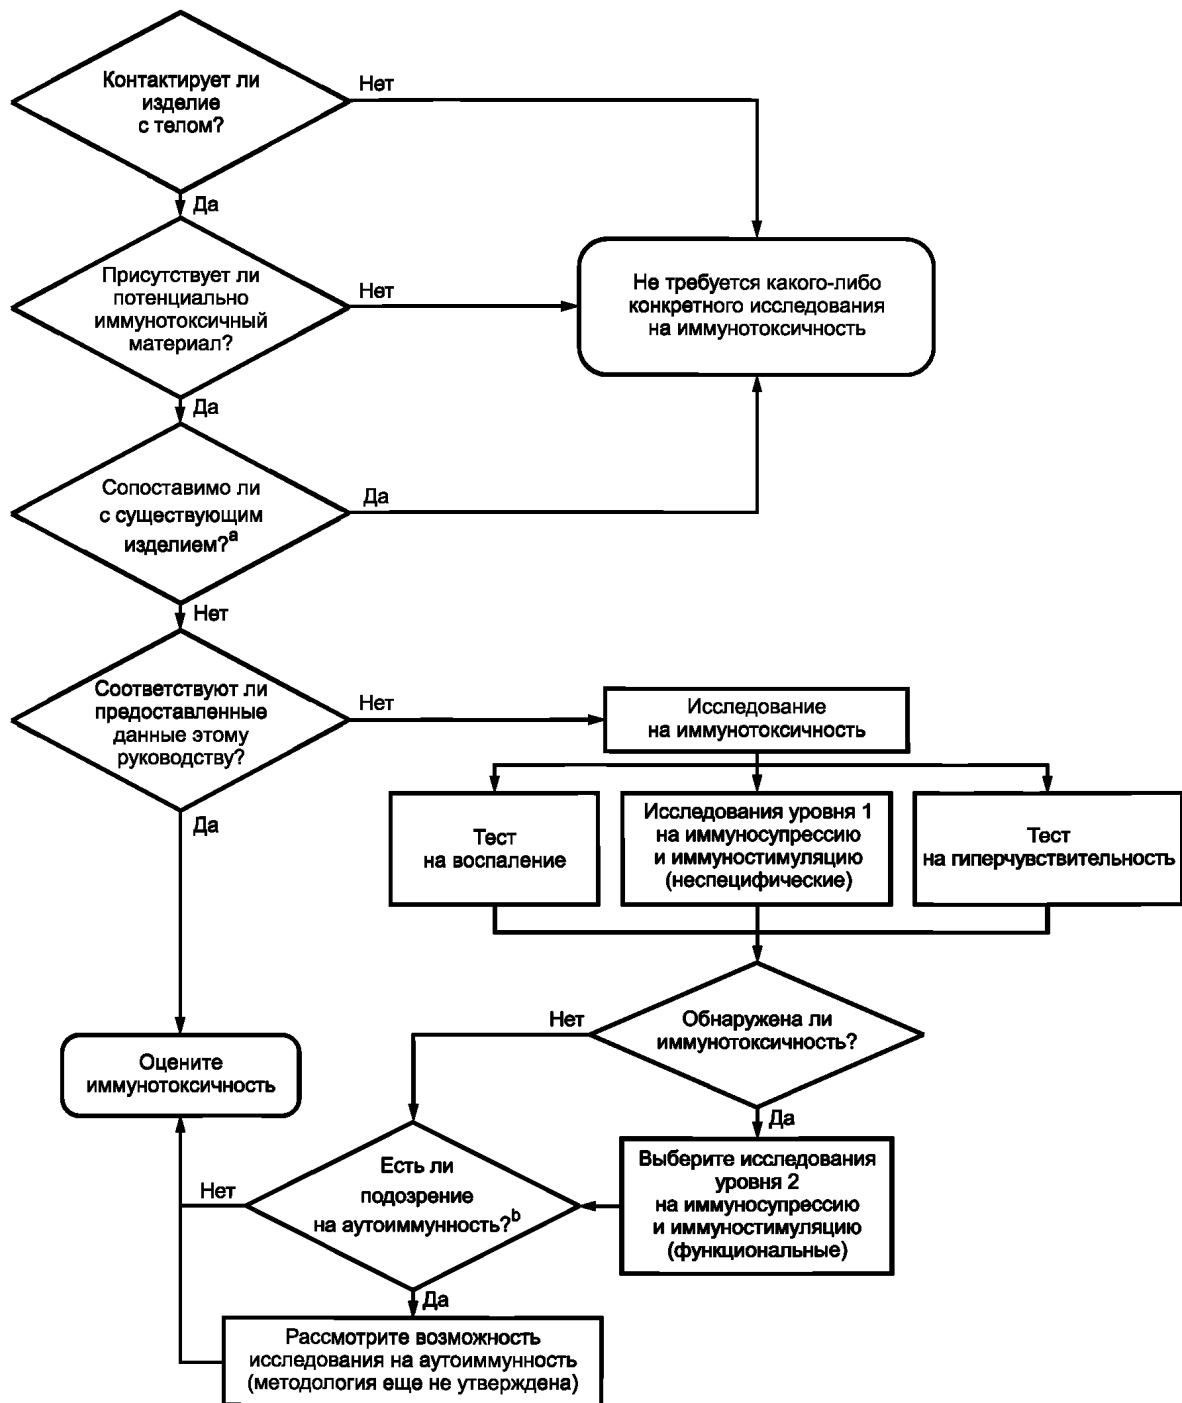 Контактирует ли
изделие
с телом?
Нет
Да
Присутствует ли
потенциально
иммунотоксичный
материал?
Нет
Не требуется какого-либо
конкретного исследования
на иммунотоксичность
Да
Сопоставимо ли
с существующим
изделием?ᵃ
Да
Нет
Соответствуют ли
предоставленные
данные этому
руководству?
Нет
Исследование
на иммунотоксичность
Да
Тест
на воспаление
Исследования уровня 1
на иммуносупрессию
и иммуностимуляцию
(неспецифические)
Тест
на гиперчувствительность
Обнаружена ли
иммунотоксичность?
Нет
Да
Оцените
иммунотоксичность
Выберите исследования
уровня 2
на иммуносупрессию
и иммуностимуляцию
(функциональные)
Есть ли
подозрение
на аутоиммунность?ᵇ
Нет
Да
Рассмотрите возможность
исследования на аутоиммунность
(методология еще не утверждена)